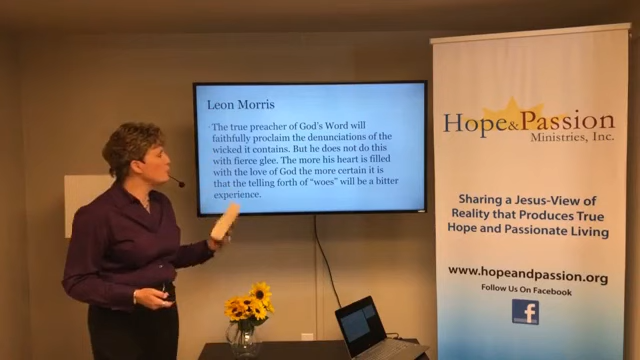 Leon Morris
The true preacher of God's Word will
faithfully proclaim the denunciations of the
wicked it contains. But he does not do this
with fierce glee. The more his heart is filled
with the love of God the more certain it is
that the telling forth of "woes" will be a bitter
experience.
Hope&Passion
Ministries, Inc.
Sharing a Jesus-View of
Reality that Produces True
Hope and Passionate Living
www.hopeandpassion.org
Follow Us On Facebook
f